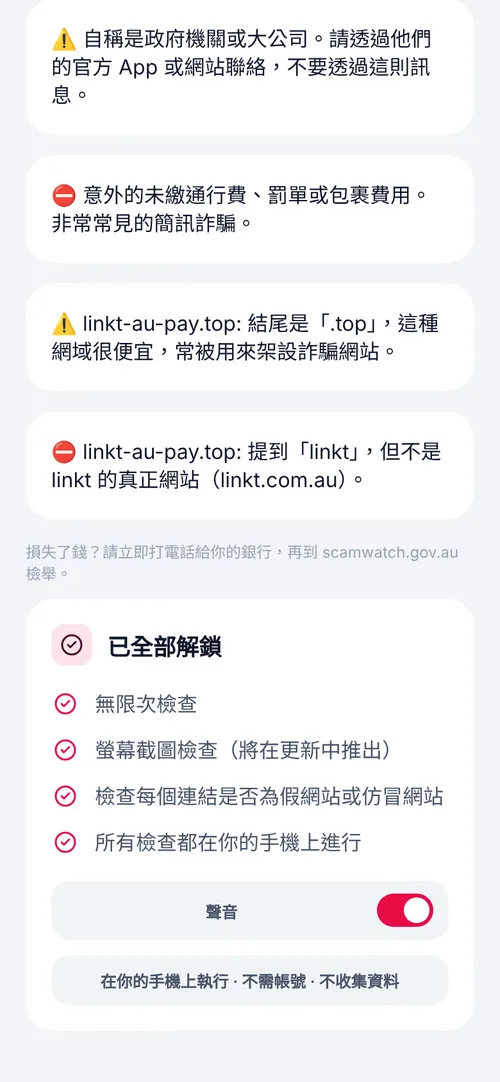 ⚠️ 自稱是政府機關或大公司。請透過他們
的官方 App 或網站聯絡，不要透過這則訊
息。
⛔ 意外的未繳通行費、罰單或包裹費用。
非常常見的簡訊詐騙。
⚠️ linkt-au-pay.top: 結尾是「.top」，這種
網域很便宜，常被用來架設詐騙網站。
⛔ linkt-au-pay.top: 提到「linkt」，但不是
linkt 的真正網站（linkt.com.au）。
損失了錢？請立即打電話給你的銀行，再到 scamwatch.gov.au
檢舉。
已全部解鎖
無限次檢查
螢幕截圖檢查（將在更新中推出）
檢查每個連結是否為假網站或仿冒網站
所有檢查都在你的手機上進行
聲音
在你的手機上執行 · 不需帳號 · 不收集資料